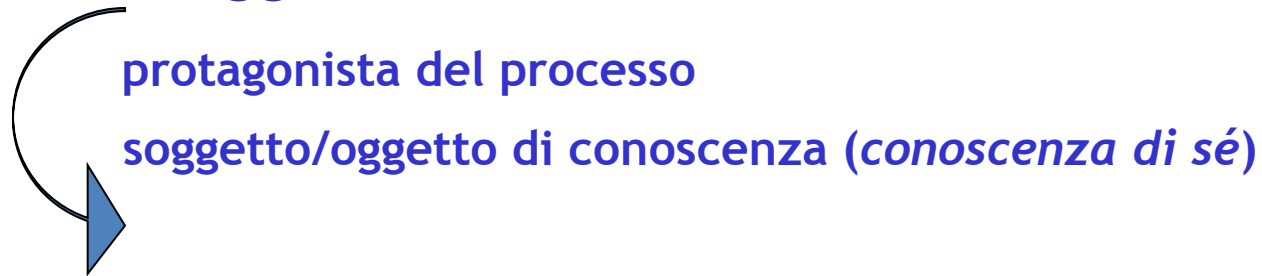 protagonista del processo
soggetto/oggetto di conoscenza (conoscenza di sé)